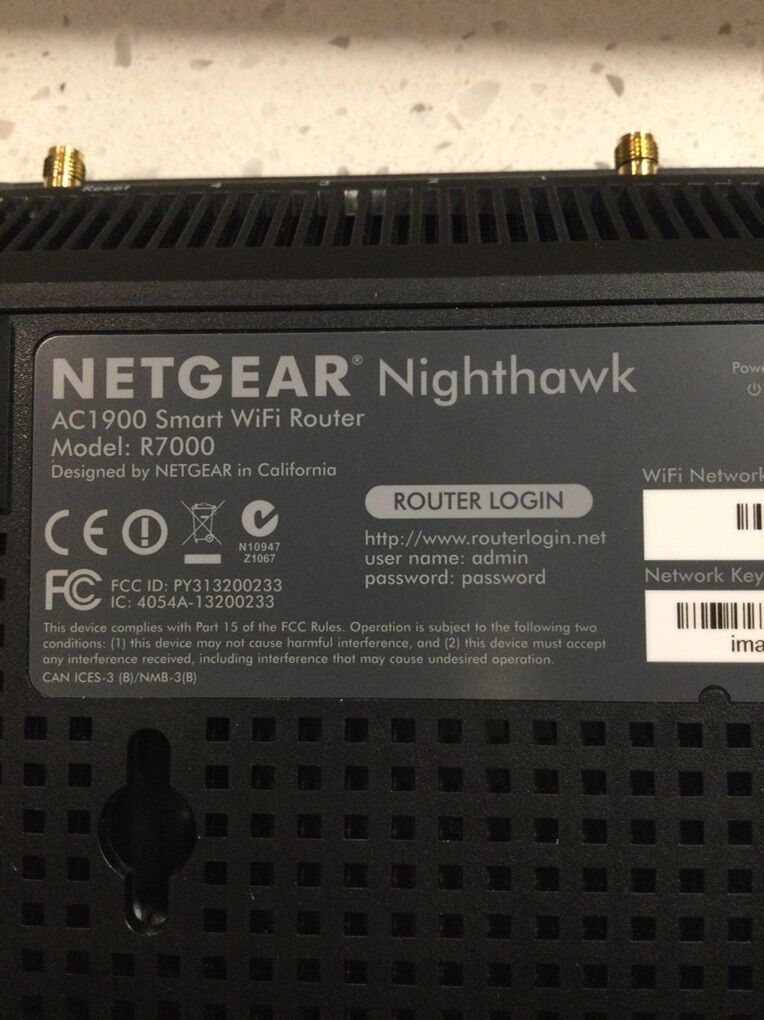 Reset
NETGEAR® Nighthawk
AC1900 Smart WiFi Router
Model: R7000
Designed by NETGEAR in California
N10947
Z1067
FCC ID: PY313200233
IC: 4054A-13200233
ROUTER LOGIN
http://www.routerlogin.net
user name: admin
password: password
This device complies with Part 15 of the FCC Rules. Operation is subject to the following two
conditions: (1) this device may not cause harmful interference, and (2) this device must accept
any interference received, including interference that may cause undesired operation.
CAN ICES-3 (B)/NMB-3(B)
Powe
WiFi Network
Network Key
ima